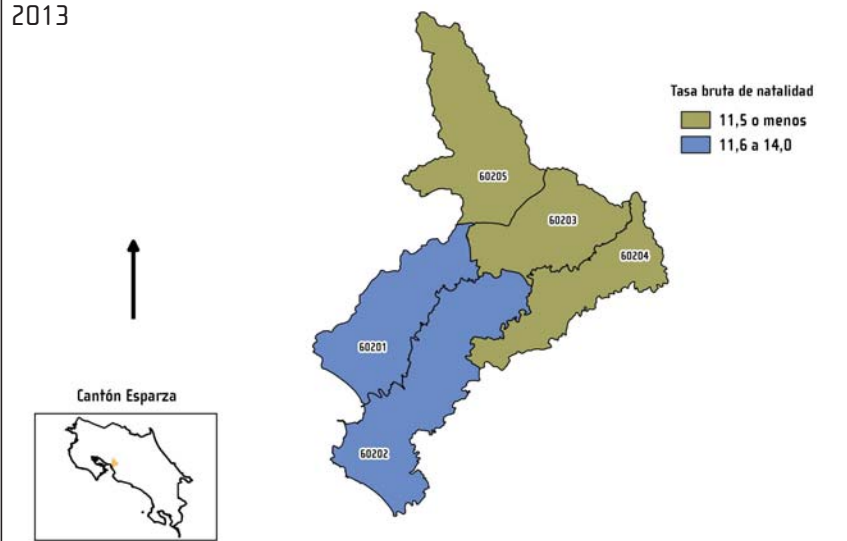 2013
Tasa bruta de natalidad
11,5 o menos
11,6 a 14,0
60205
60203
60204
60201
60202
Cantón Esparza